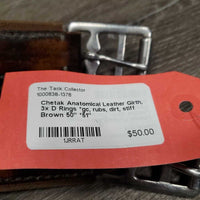 The Tack Collector
1000838-1378
Chetak Anatomical Leather Girth,
3x D Rings *gc, rubs, dirt, stiff
Brown 50" *51"
$50.00
1JRRAT